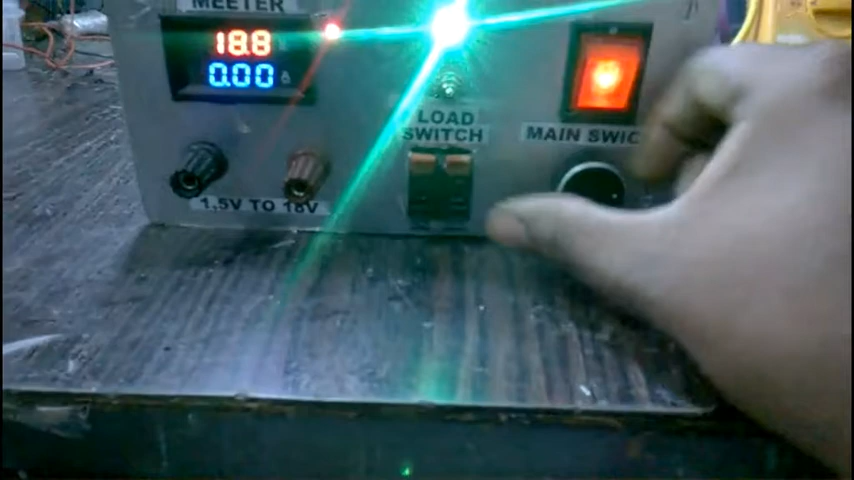 MEETER
18.8
0.00 A
LOAD
SWITCH
MAIN SWIC
1,5V TO 18V